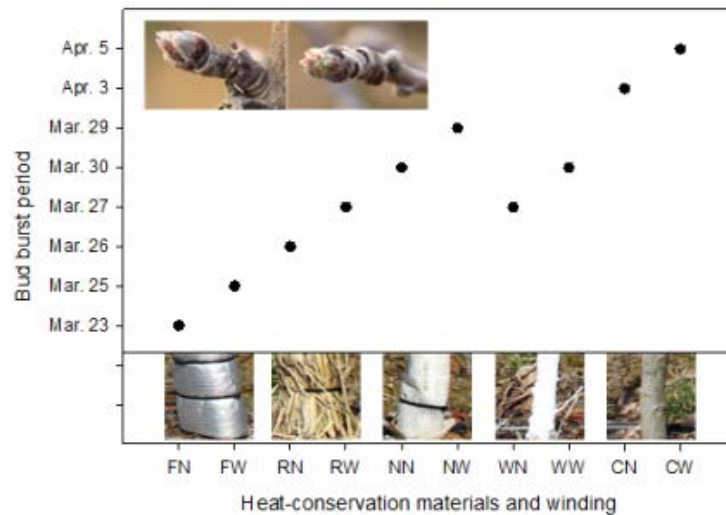 Bud burst period
Apr. 5
Apr. 3
Mar. 29
Mar. 30
Mar. 27
Mar. 26
Mar. 25
Mar. 23
FN FW RN RW NN NW WN WW CN CW
Heat-conservation materials and winding